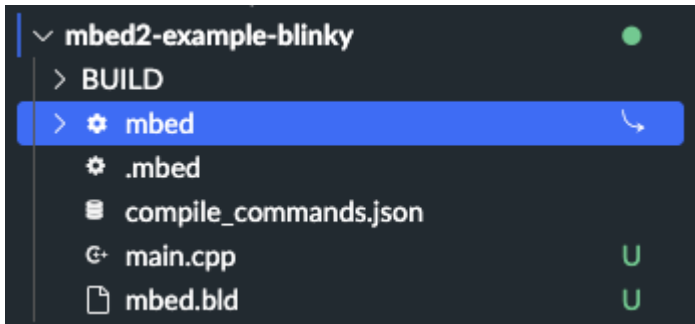 mbed2-example-blinky
BUILD
mbed
.mbed
compile_commands.json
main.cpp U
mbed.bld U